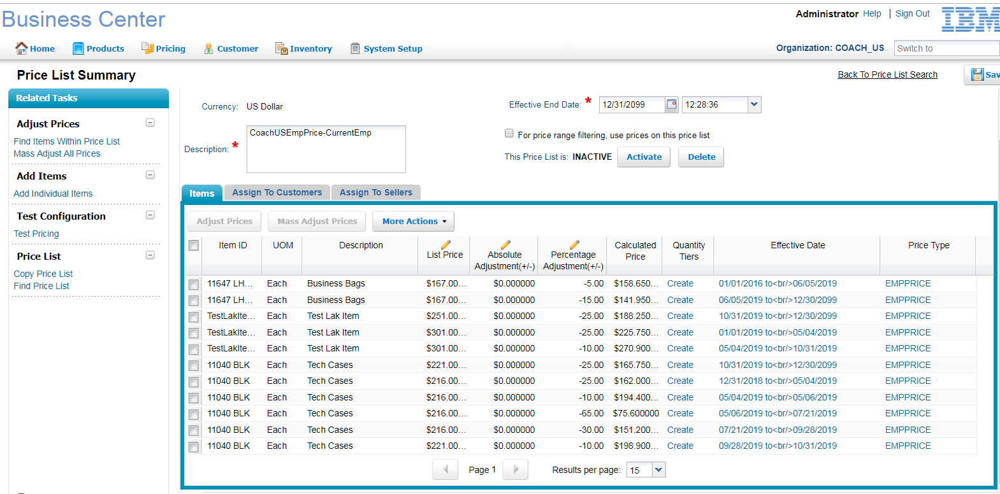 Business Center
Administrator Help | Sign Out
IBM
Home Products Pricing Customer Inventory System Setup
Organization: COACH_US Switch to
Price List Summary
Back To Price List Search
Sav
Related Tasks
Adjust Prices
Find Items Within Price List
Mass Adjust All Prices
Add Items
Add Individual Items
Test Configuration
Test Pricing
Price List
Copy Price List
Find Price List
Currency: US Dollar
Effective End Date: * 12/31/2099 12:28:36
Description: * CoachUSEmpPrice-CurrentEmp
For price range filtering, use prices on this price list
This Price List is: INACTIVE Activate Delete
Items Assign To Customers Assign To Sellers
Adjust Prices Mass Adjust Prices More Actions
Item ID UOM Description List Price Absolute Adjustment(+/-) Percentage Adjustment(+/-) Calculated Price Quantity Tiers Effective Date Price Type
11647 LH... Each Business Bags $167.00... $0.000000 -5.00 $158.650... Create 01/01/2016 to<br/>06/05/2019 EMPPRICE
11647 LH... Each Business Bags $167.00... $0.000000 -15.00 $141.950... Create 06/05/2019 to<br/>12/30/2099 EMPPRICE
TestLakIte... Each Test Lak Item $251.00... $0.000000 -25.00 $188.250... Create 10/31/2019 to<br/>12/30/2099 EMPPRICE
TestLakIte... Each Test Lak Item $301.00... $0.000000 -25.00 $225.750... Create 01/01/2019 to<br/>05/04/2019 EMPPRICE
TestLakIte... Each Test Lak Item $301.00... $0.000000 -10.00 $270.900... Create 05/04/2019 to<br/>10/31/2019 EMPPRICE
11040 BLK Each Tech Cases $221.00... $0.000000 -25.00 $165.750... Create 10/31/2019 to<br/>12/30/2099 EMPPRICE
11040 BLK Each Tech Cases $216.00... $0.000000 -25.00 $162.000... Create 12/31/2018 to<br/>05/04/2019 EMPPRICE
11040 BLK Each Tech Cases $216.00... $0.000000 -10.00 $194.400... Create 05/04/2019 to<br/>05/06/2019 EMPPRICE
11040 BLK Each Tech Cases $216.00... $0.000000 -65.00 $75.600000 Create 05/06/2019 to<br/>07/21/2019 EMPPRICE
11040 BLK Each Tech Cases $216.00... $0.000000 -30.00 $151.200... Create 07/21/2019 to<br/>09/28/2019 EMPPRICE
11040 BLK Each Tech Cases $221.00... $0.000000 -10.00 $198.900... Create 09/28/2019 to<br/>10/31/2019 EMPPRICE
Page 1 Results per page: 15